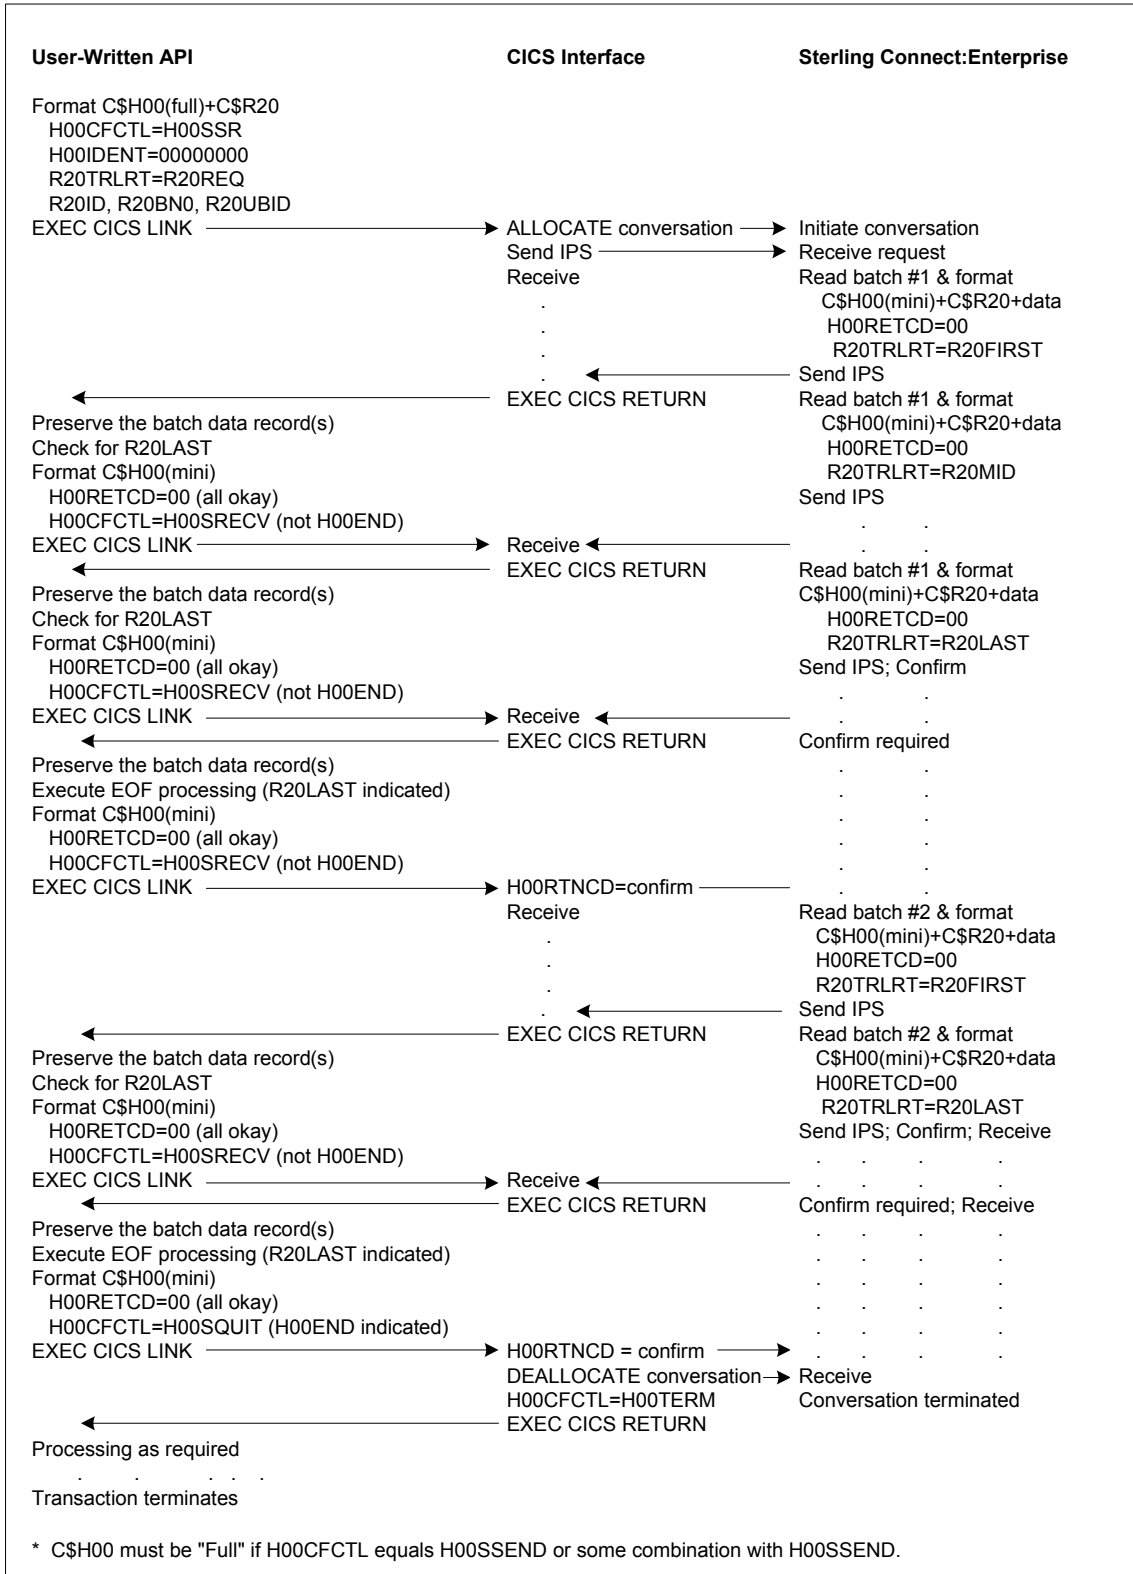 User-Written API CICS Interface Sterling Connect:Enterprise
Format C$H00(full)+C$R20
H00CFCTL=H00SSR
H00IDENT=00000000
R20TRLRT=R20REQ
R20ID, R20BN0, R20UBID
EXEC CICS LINK ALLOCATE conversation Initiate conversation
Send IPS Receive request
Receive Read batch #1 & format
. C$H00(mini)+C$R20+data
. H00RETCD=00
. R20TRLRT=R20FIRST
. Send IPS
EXEC CICS RETURN Read batch #1 & format
Preserve the batch data record(s) C$H00(mini)+C$R20+data
Check for R20LAST H00RETCD=00
Format C$H00(mini) R20TRLRT=R20MID
H00RETCD=00 (all okay) Send IPS
H00CFCTL=H00SRECV (not H00END) . .
EXEC CICS LINK Receive . .
EXEC CICS RETURN Read batch #1 & format
Preserve the batch data record(s) C$H00(mini)+C$R20+data
Check for R20LAST H00RETCD=00
Format C$H00(mini) R20TRLRT=R20LAST
H00RETCD=00 (all okay) Send IPS; Confirm
H00CFCTL=H00SRECV (not H00END) . .
EXEC CICS LINK Receive . .
EXEC CICS RETURN Confirm required
Preserve the batch data record(s) . .
Execute EOF processing (R20LAST indicated) . .
Format C$H00(mini) . .
H00RETCD=00 (all okay) . .
H00CFCTL=H00SRECV (not H00END) . .
EXEC CICS LINK H00RTNCD=confirm . .
Receive Read batch #2 & format
. C$H00(mini)+C$R20+data
. H00RETCD=00
. R20TRLRT=R20FIRST
. Send IPS
EXEC CICS RETURN Read batch #2 & format
Preserve the batch data record(s) C$H00(mini)+C$R20+data
Check for R20LAST H00RETCD=00
Format C$H00(mini) R20TRLRT=R20LAST
H00RETCD=00 (all okay) Send IPS; Confirm; Receive
H00CFCTL=H00SRECV (not H00END) . . . .
EXEC CICS LINK Receive . . . .
EXEC CICS RETURN Confirm required; Receive
Preserve the batch data record(s) . . . .
Execute EOF processing (R20LAST indicated) . . . .
Format C$H00(mini) . . . .
H00RETCD=00 (all okay) . . . .
H00CFCTL=H00SQUIT (H00END indicated) . . . .
EXEC CICS LINK H00RTNCD = confirm . . . .
DEALLOCATE conversation Receive
H00CFCTL=H00TERM Conversation terminated
EXEC CICS RETURN
Processing as required
. . . . .
Transaction terminates
* C$H00 must be "Full" if H00CFCTL equals H00SSEND or some combination with H00SSEND.